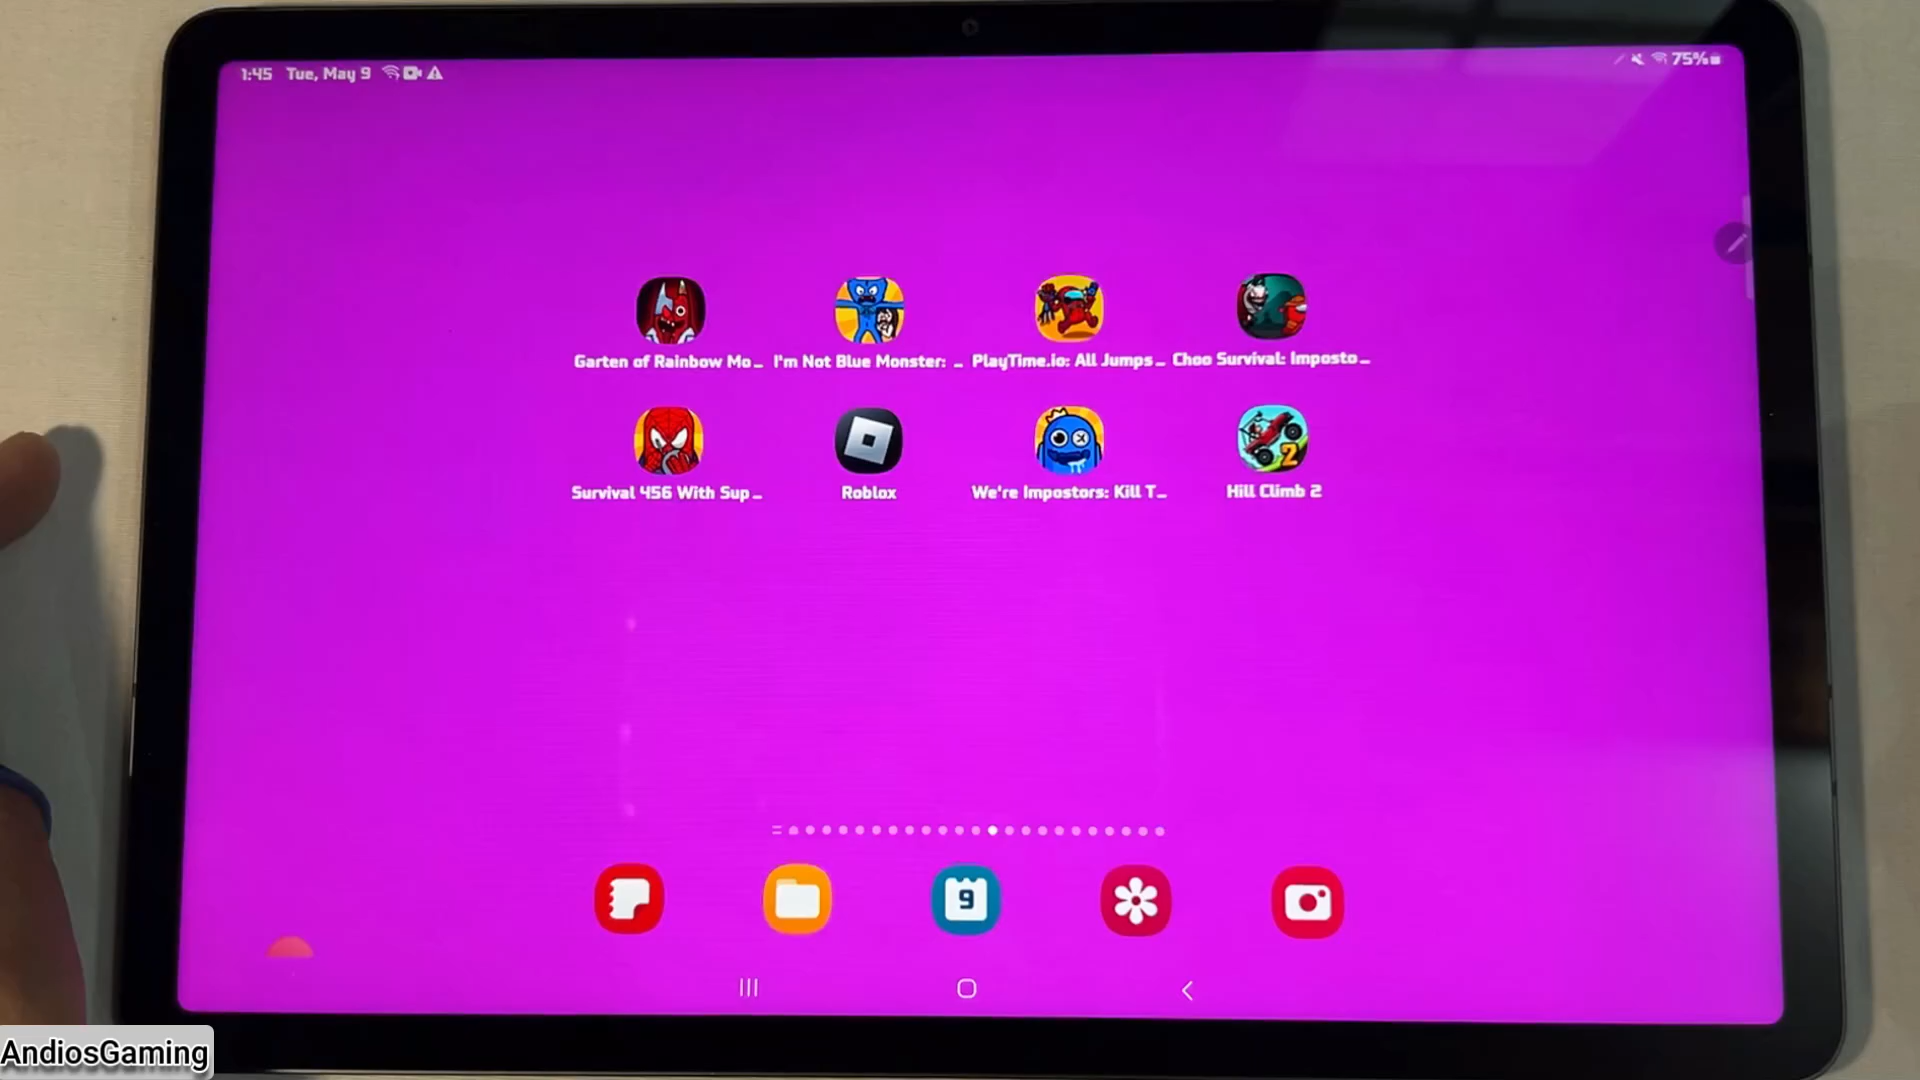 1:45 Tue, May 9
75%
Garten of Rainbow Mo...
I'm Not Blue Monster: ...
PlayTime.io: All Jumps...
Choo Survival: Imposto...
Survival 456 With Sup...
Roblox
We're Impostors: Kill T...
2
Hill Climb 2
9
AndiosGaming